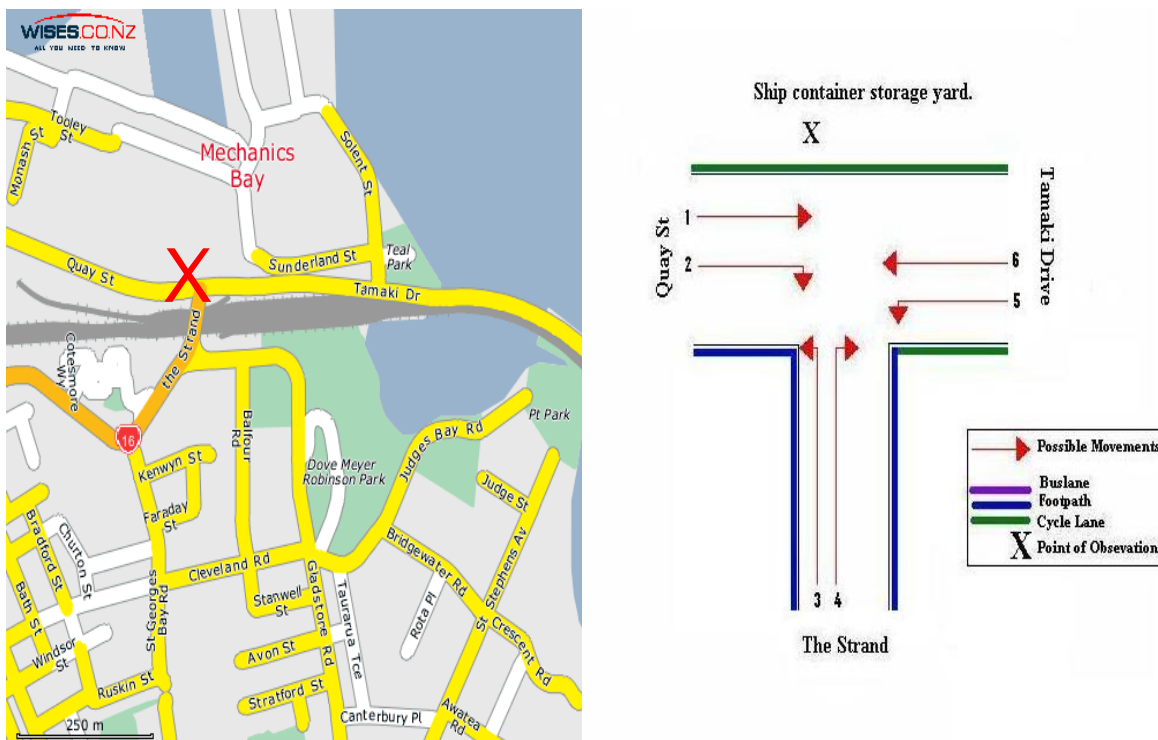 WISES.CO.NZ
ALL YOU NEED TO KNOW
Tooley
St
Monash St
Mechanics
Bay
Solent St
Quay St
X
Sunderland St
Teal
Park
Tamaki Dr
the Strand
Cotesmore
Wy
16
Balfour
Rd
Pt Park
Judges Bay Rd
Kenwyn St
Dove Meyer
Robinson Park
Judge St
Faraday
St
Bradford St
Churton St
Bridgewater Rd
St Stephens Av
Cleveland Rd
Bath St
St Georges
Bay Rd
Stanwell
St
Gladstone Rd
Taurarua Tce
Rota Pl
Crescent Rd
Windsor
St
Avon St
Ruskin St
Stratford St
Canterbury Pl
Awatea
Rd
250 m
Ship container storage yard.
X
Quay St
Tamaki Drive
1
2
6
5
3 4
The Strand
Possible Movements
Buslane
Footpath
Cycle Lane
X Point of Obsevation